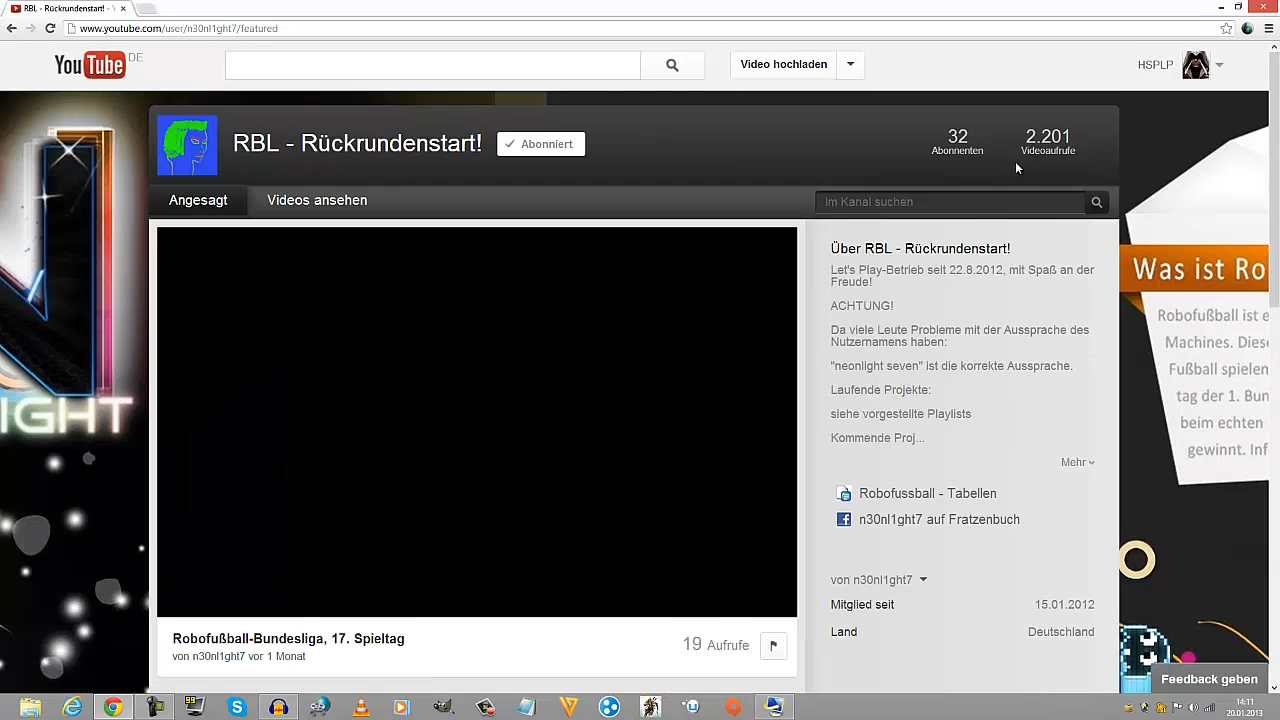 RBL - Rückrundenstart! -
www.youtube.com/user/n30nl1ght7/featured
YouTube DE
Video hochladen
HSPLP
RBL - Rückrundenstart!
Abonniert
32
Abonnenten
2.201
Videoaufrufe
Angesagt
Videos ansehen
Im Kanal suchen
Über RBL - Rückrundenstart!
Let's Play-Betrieb seit 22.8.2012, mit Spaß an der
Freude!
ACHTUNG!
Da viele Leute Probleme mit der Aussprache des
Nutzernamens haben:
"neonlight seven" ist die korrekte Aussprache.
Laufende Projekte:
siehe vorgestellte Playlists
Kommende Proj...
Mehr
Robofussball - Tabellen
n30nl1ght7 auf Fratzenbuch
von n30nl1ght7
Mitglied seit 15.01.2012
Land Deutschland
Robofußball-Bundesliga, 17. Spieltag
von n30nl1ght7 vor 1 Monat
19 Aufrufe
IGHT
Was ist Ro
Robofußball ist e
Machines. Diese
Fußball spielen
tag der 1. Bun
beim echten
gewinnt. Inf
Feedback geben
99
14:11
20.01.2013